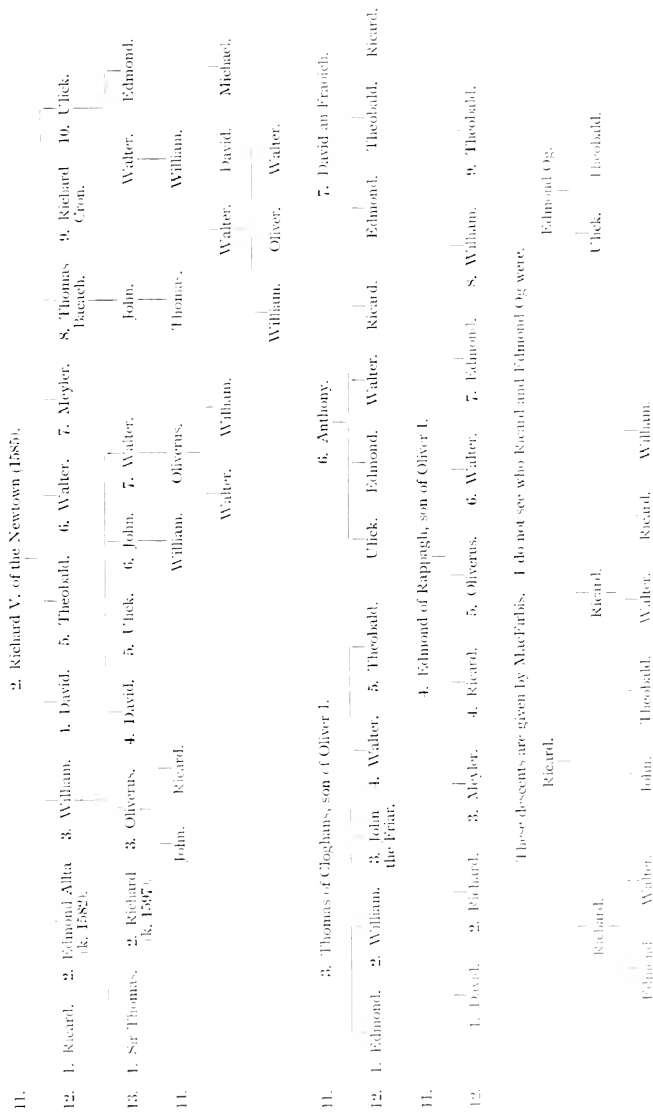 11. 2. Richard V. of the Newtown (1585).
12. 1. Ricard. 2. Edmond Allta 3. William. 4. David. 5. Theobald. 6. Walter. 7. Meyler. 8. Thomas 9. Richard 10. Ulick.
(k. 1582). Bacach. Cron.
13. 1. Sir Thomas. 2. Richard 3. Oliverus. 4. David. 5. Ulick. 6. John. 7. Walter. John. Walter. Edmond.
(k. 1597).
14. John. Ricard. William. Oliverus. Thomas. William.
Walter. William. Walter. David. Michael.
William. Oliver. Walter.
11. 3. Thomas of Cloghans, son of Oliver I. 6. Anthony. 7. David an Fraoich.
12. 1. Edmond. 2. William. 3. John 4. Walter. 5. Theobald. Ulick. Edmond. Walter. Ricard. Edmond. Theobald. Ricard.
the Friar.
11. 4. Edmond of Rappagh, son of Oliver I.
12. 1. David. 2. Richard. 3. Meyler. 4. Ricard. 5. Oliverus. 6. Walter. 7. Edmond. 8. William. 9. Theobald.
These descents are given by MacFirbis. I do not see who Ricard and Edmond Og were.
Ricard. Edmond Og.
Richard. Ricard. Ulick. Theobald.
Edmond Walter. John. Theobald. Walter. Ricard. William.